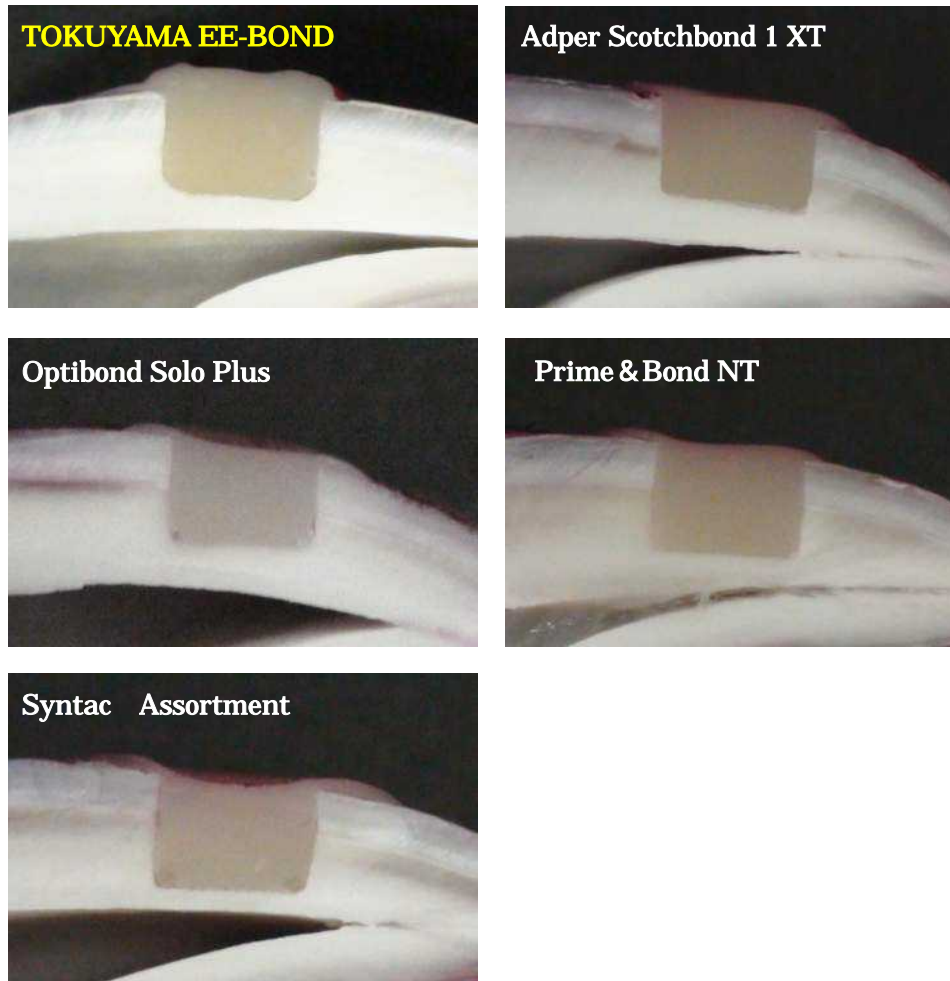 TOKUYAMA EE-BOND
Adper Scotchbond 1 XT
Optibond Solo Plus
Prime & Bond NT
Syntac Assortment